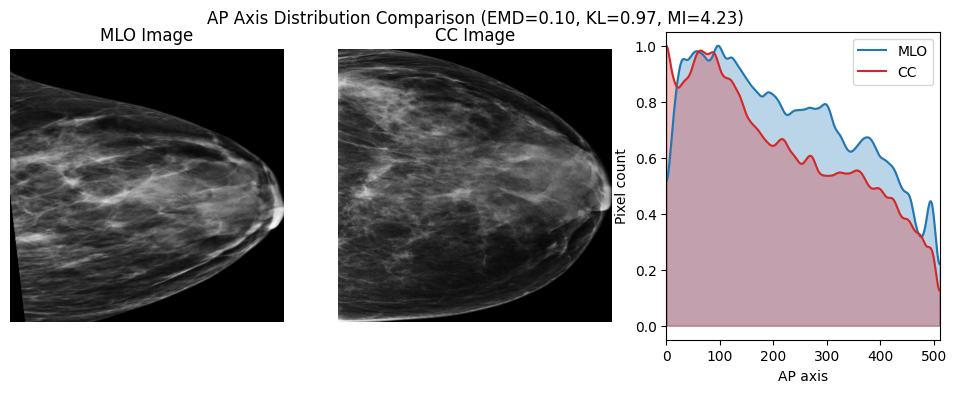 AP Axis Distribution Comparison (EMD=0.10, KL=0.97, MI=4.23)
MLO Image
CC Image
MLO
CC
Pixel count
1.0
0.8
0.6
0.4
0.2
0.0
0 100 200 300 400 500
AP axis